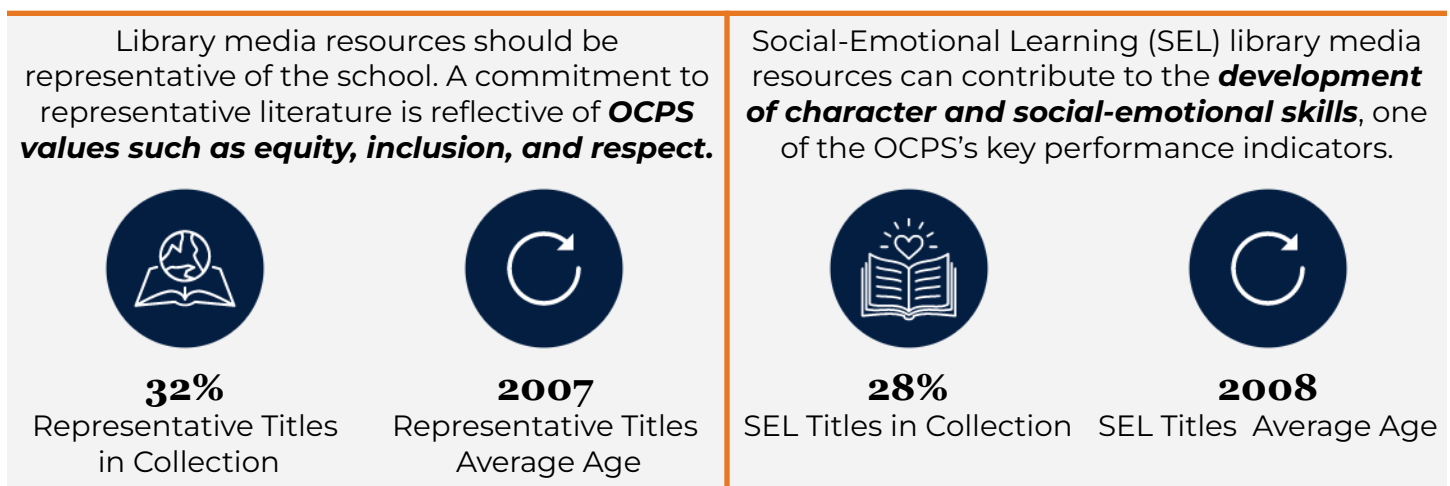 Library media resources should be
representative of the school. A commitment to
representative literature is reflective of OCPS
values such as equity, inclusion, and respect.
32%
Representative Titles
in Collection
2007
Representative Titles
Average Age
Social-Emotional Learning (SEL) library media
resources can contribute to the development
of character and social-emotional skills, one
of the OCPS's key performance indicators.
28%
SEL Titles in Collection
2008
SEL Titles  Average Age